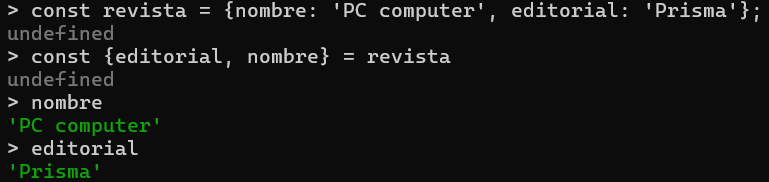 > const revista = {nombre: 'PC computer', editorial: 'Prisma'};
undefined
> const {editorial, nombre} = revista
undefined
> nombre
'PC computer'
> editorial
'Prisma'